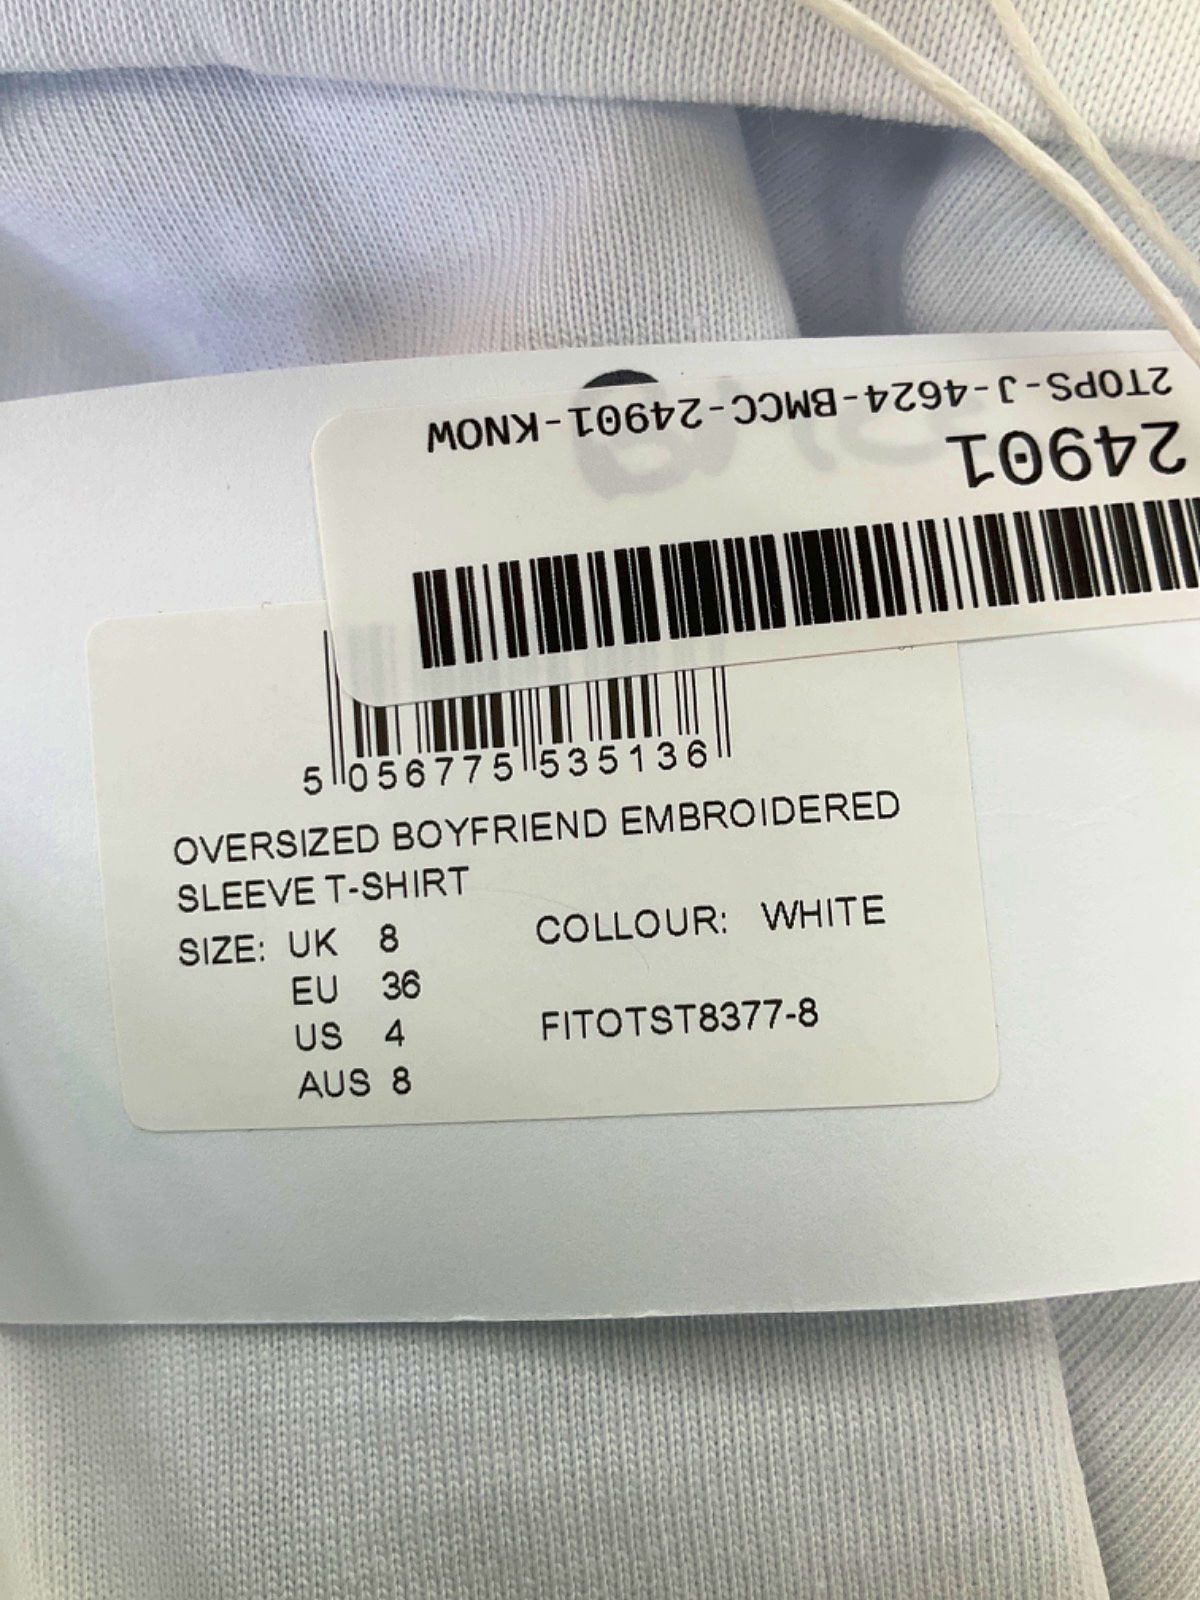 2TOPS-J-4624-BMCC-24901-KNOW
24901
5 056775 535136
OVERSIZED BOYFRIEND EMBROIDERED
SLEEVE T-SHIRT
SIZE: UK 8 COLLOUR: WHITE
EU 36
US 4 FITOTST8377-8
AUS 8